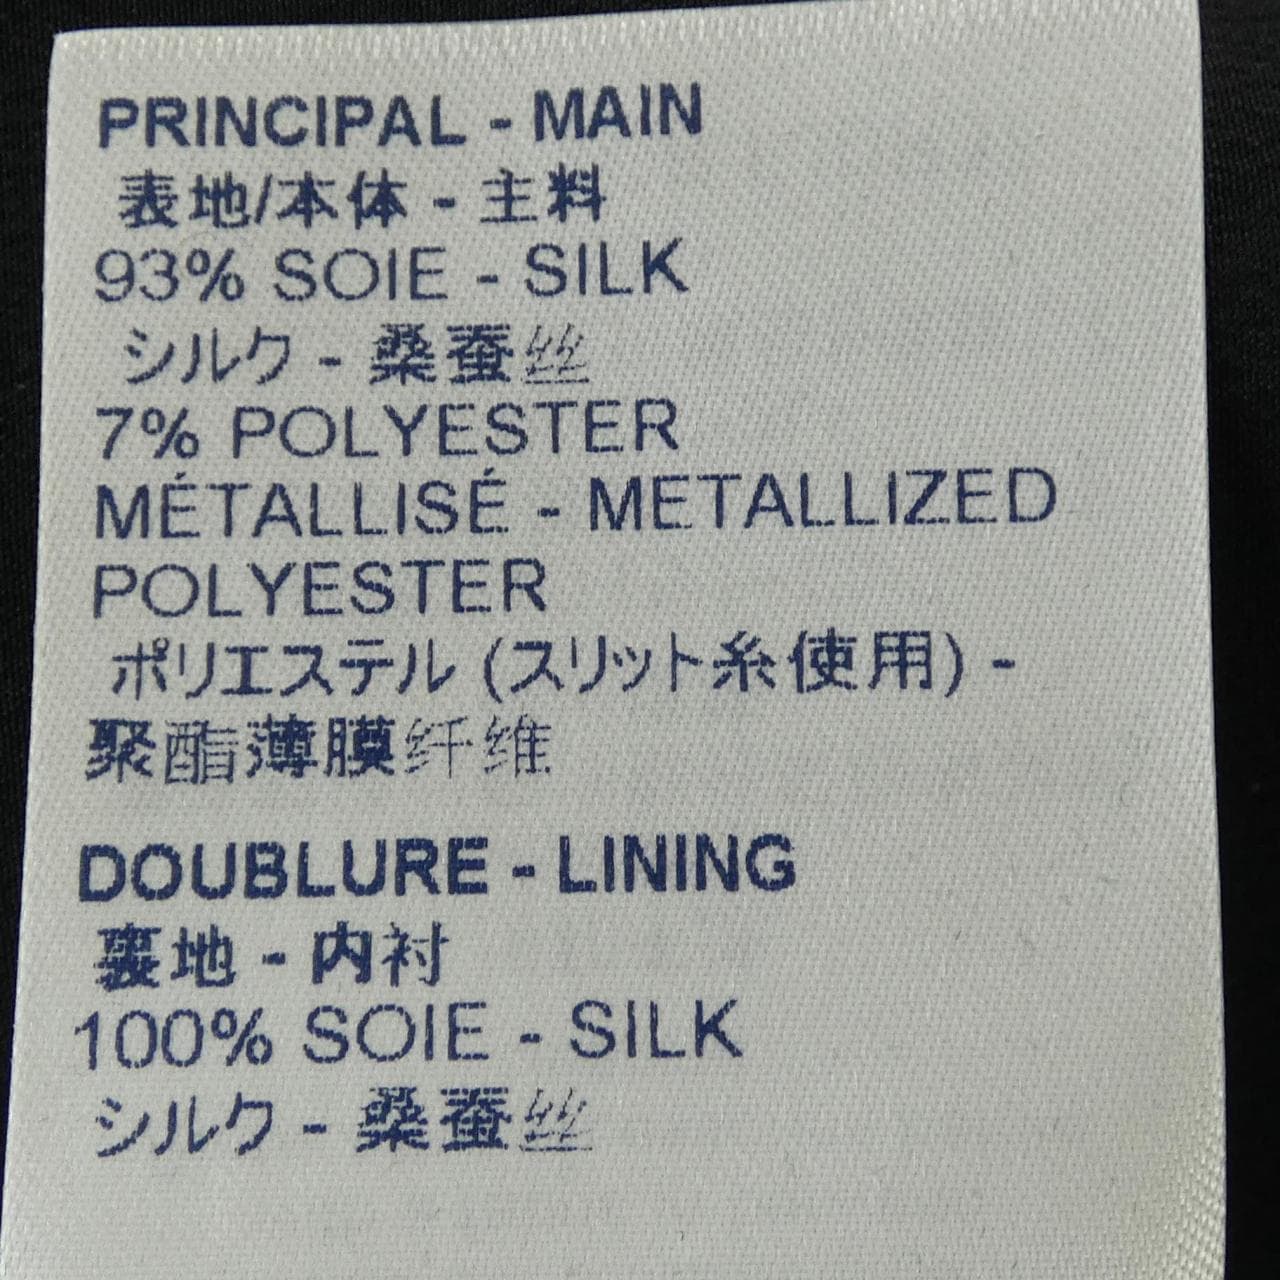 PRINCIPAL - MAIN
表地/本体 - 主料
93% SOIE - SILK
シルク - 桑蚕丝
7% POLYESTER
MÉTALLISÉ - METALLIZED
POLYESTER
ポリエステル (スリット糸使用) -
聚酯薄膜纤维
DOUBLURE - LINING
裏地 - 内衬
100% SOIE - SILK
シルク - 桑蚕丝